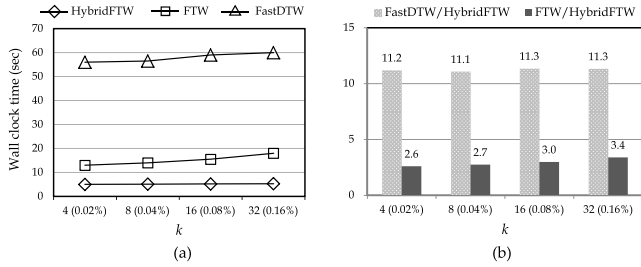 HybridFTW FTW FastDTW
Wall clock time (sec)
70
60
50
40
30
20
10
0
4 (0.02%) 8 (0.04%) 16 (0.08%) 32 (0.16%)
k
(a)
FastDTW/HybridFTW FTW/HybridFTW
15
10
5
0
11.2 11.1 11.3 11.3
2.6 2.7 3.0 3.4
4 (0.02%) 8 (0.04%) 16 (0.08%) 32 (0.16%)
k
(b)